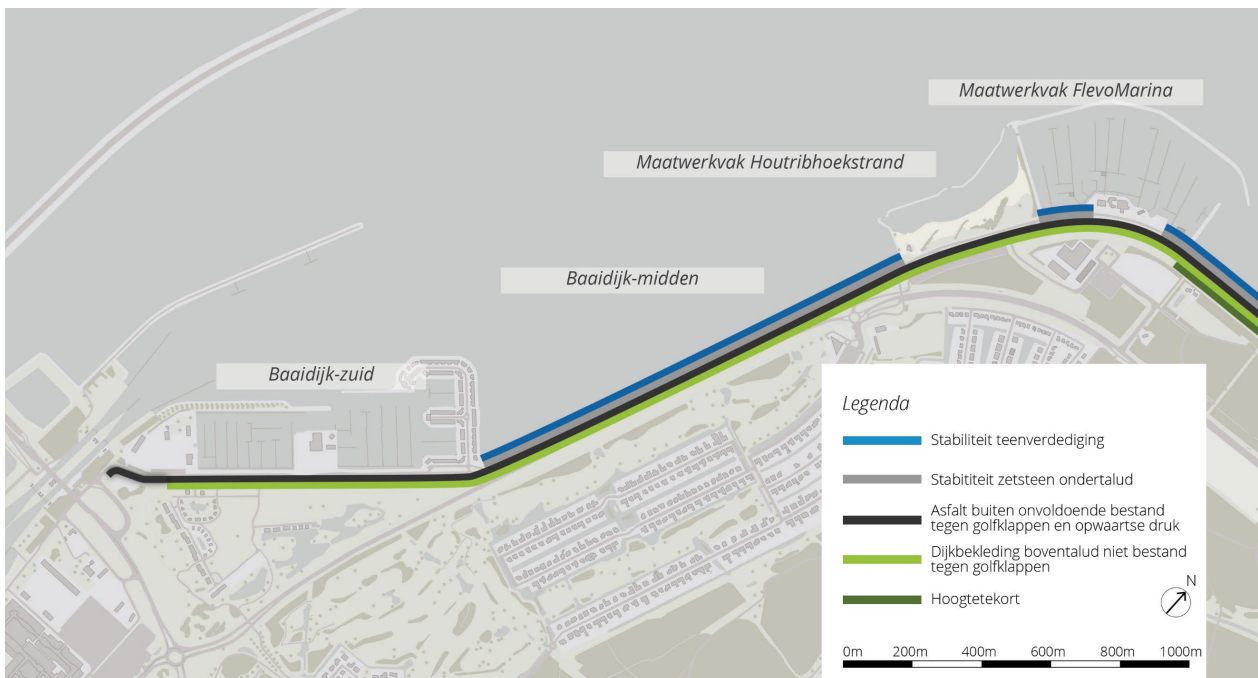 Maatwerkvak FlevoMarina
Maatwerkvak Houtribhoekstrand
Baaidijk-midden
Baaidijk-zuid
Legenda
Stabiliteit teenverdediging
Stabititeit zetsteen ondertalud
Asfalt buiten onvoldoende bestand
tegen golfklappen en opwaartse druk
Dijkbekleding boventalud niet bestand
tegen golfklappen
Hoogtetekort
N
0m 200m 400m 600m 800m 1000m